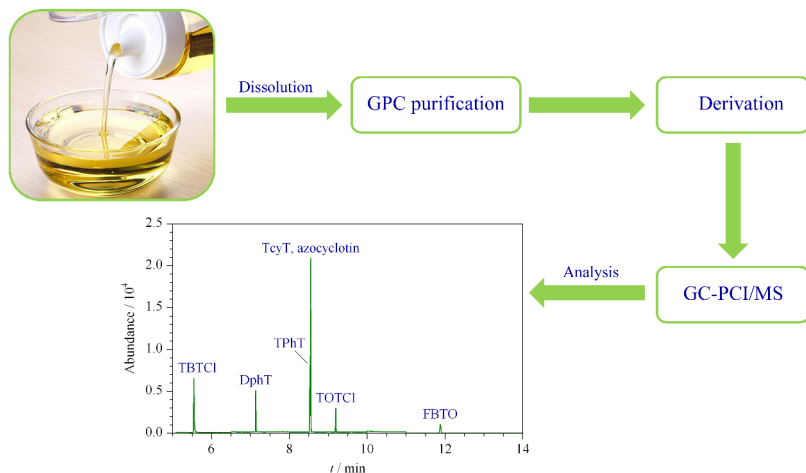 Dissolution
GPC purification
Derivation
GC-PCI/MS
Analysis
2.5
2.0
1.5
1.0
0.5
0.0
Abundance / 10⁴
TcyT, azocyclotin
TPhT
TBTCl
DphT
TOTCl
FBTO
6 8 10 12 14
t / min